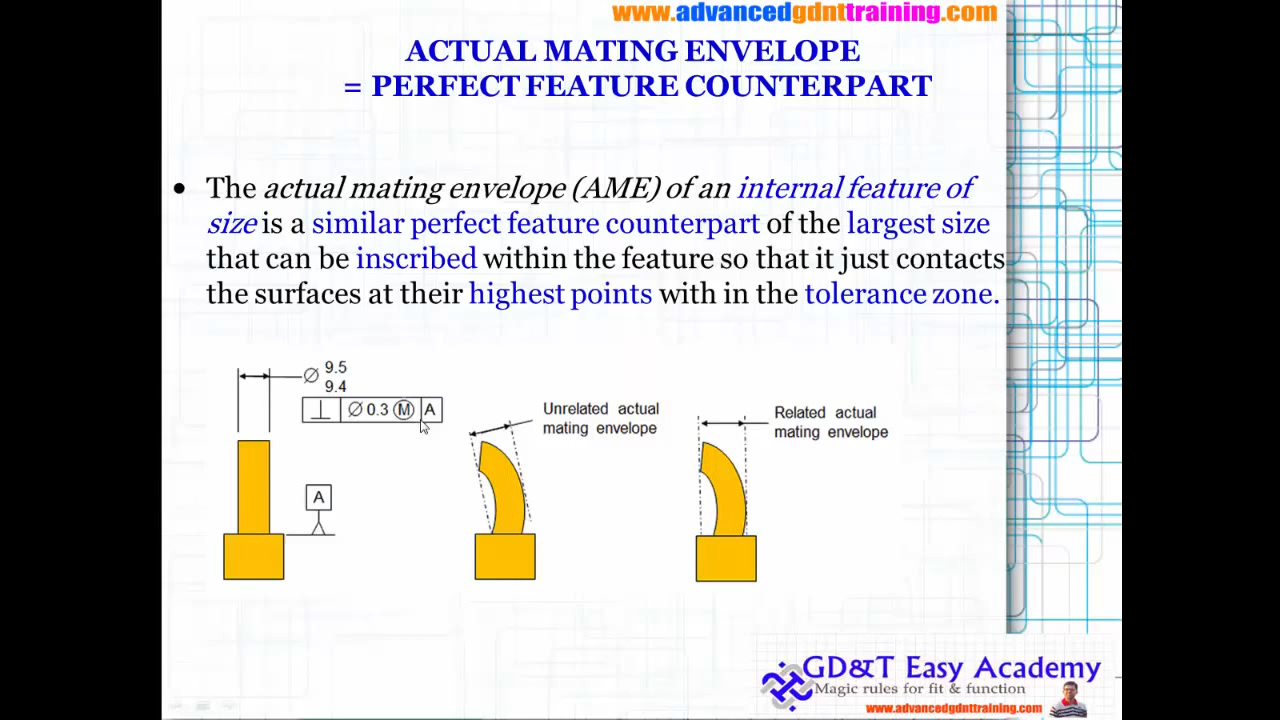 www.advancedgdnttraining.com
ACTUAL MATING ENVELOPE
= PERFECT FEATURE COUNTERPART
• The actual mating envelope (AME) of an internal feature of
size is a similar perfect feature counterpart of the largest size
that can be inscribed within the feature so that it just contacts
the surfaces at their highest points with in the tolerance zone.
∅ 9.5
9.4
⊥ ∅ 0.3 Ⓜ A
A
Unrelated actual
mating envelope
Related actual
mating envelope
GD&T Easy Academy
Magic rules for fit & function
www.advancedgdnttraining.com